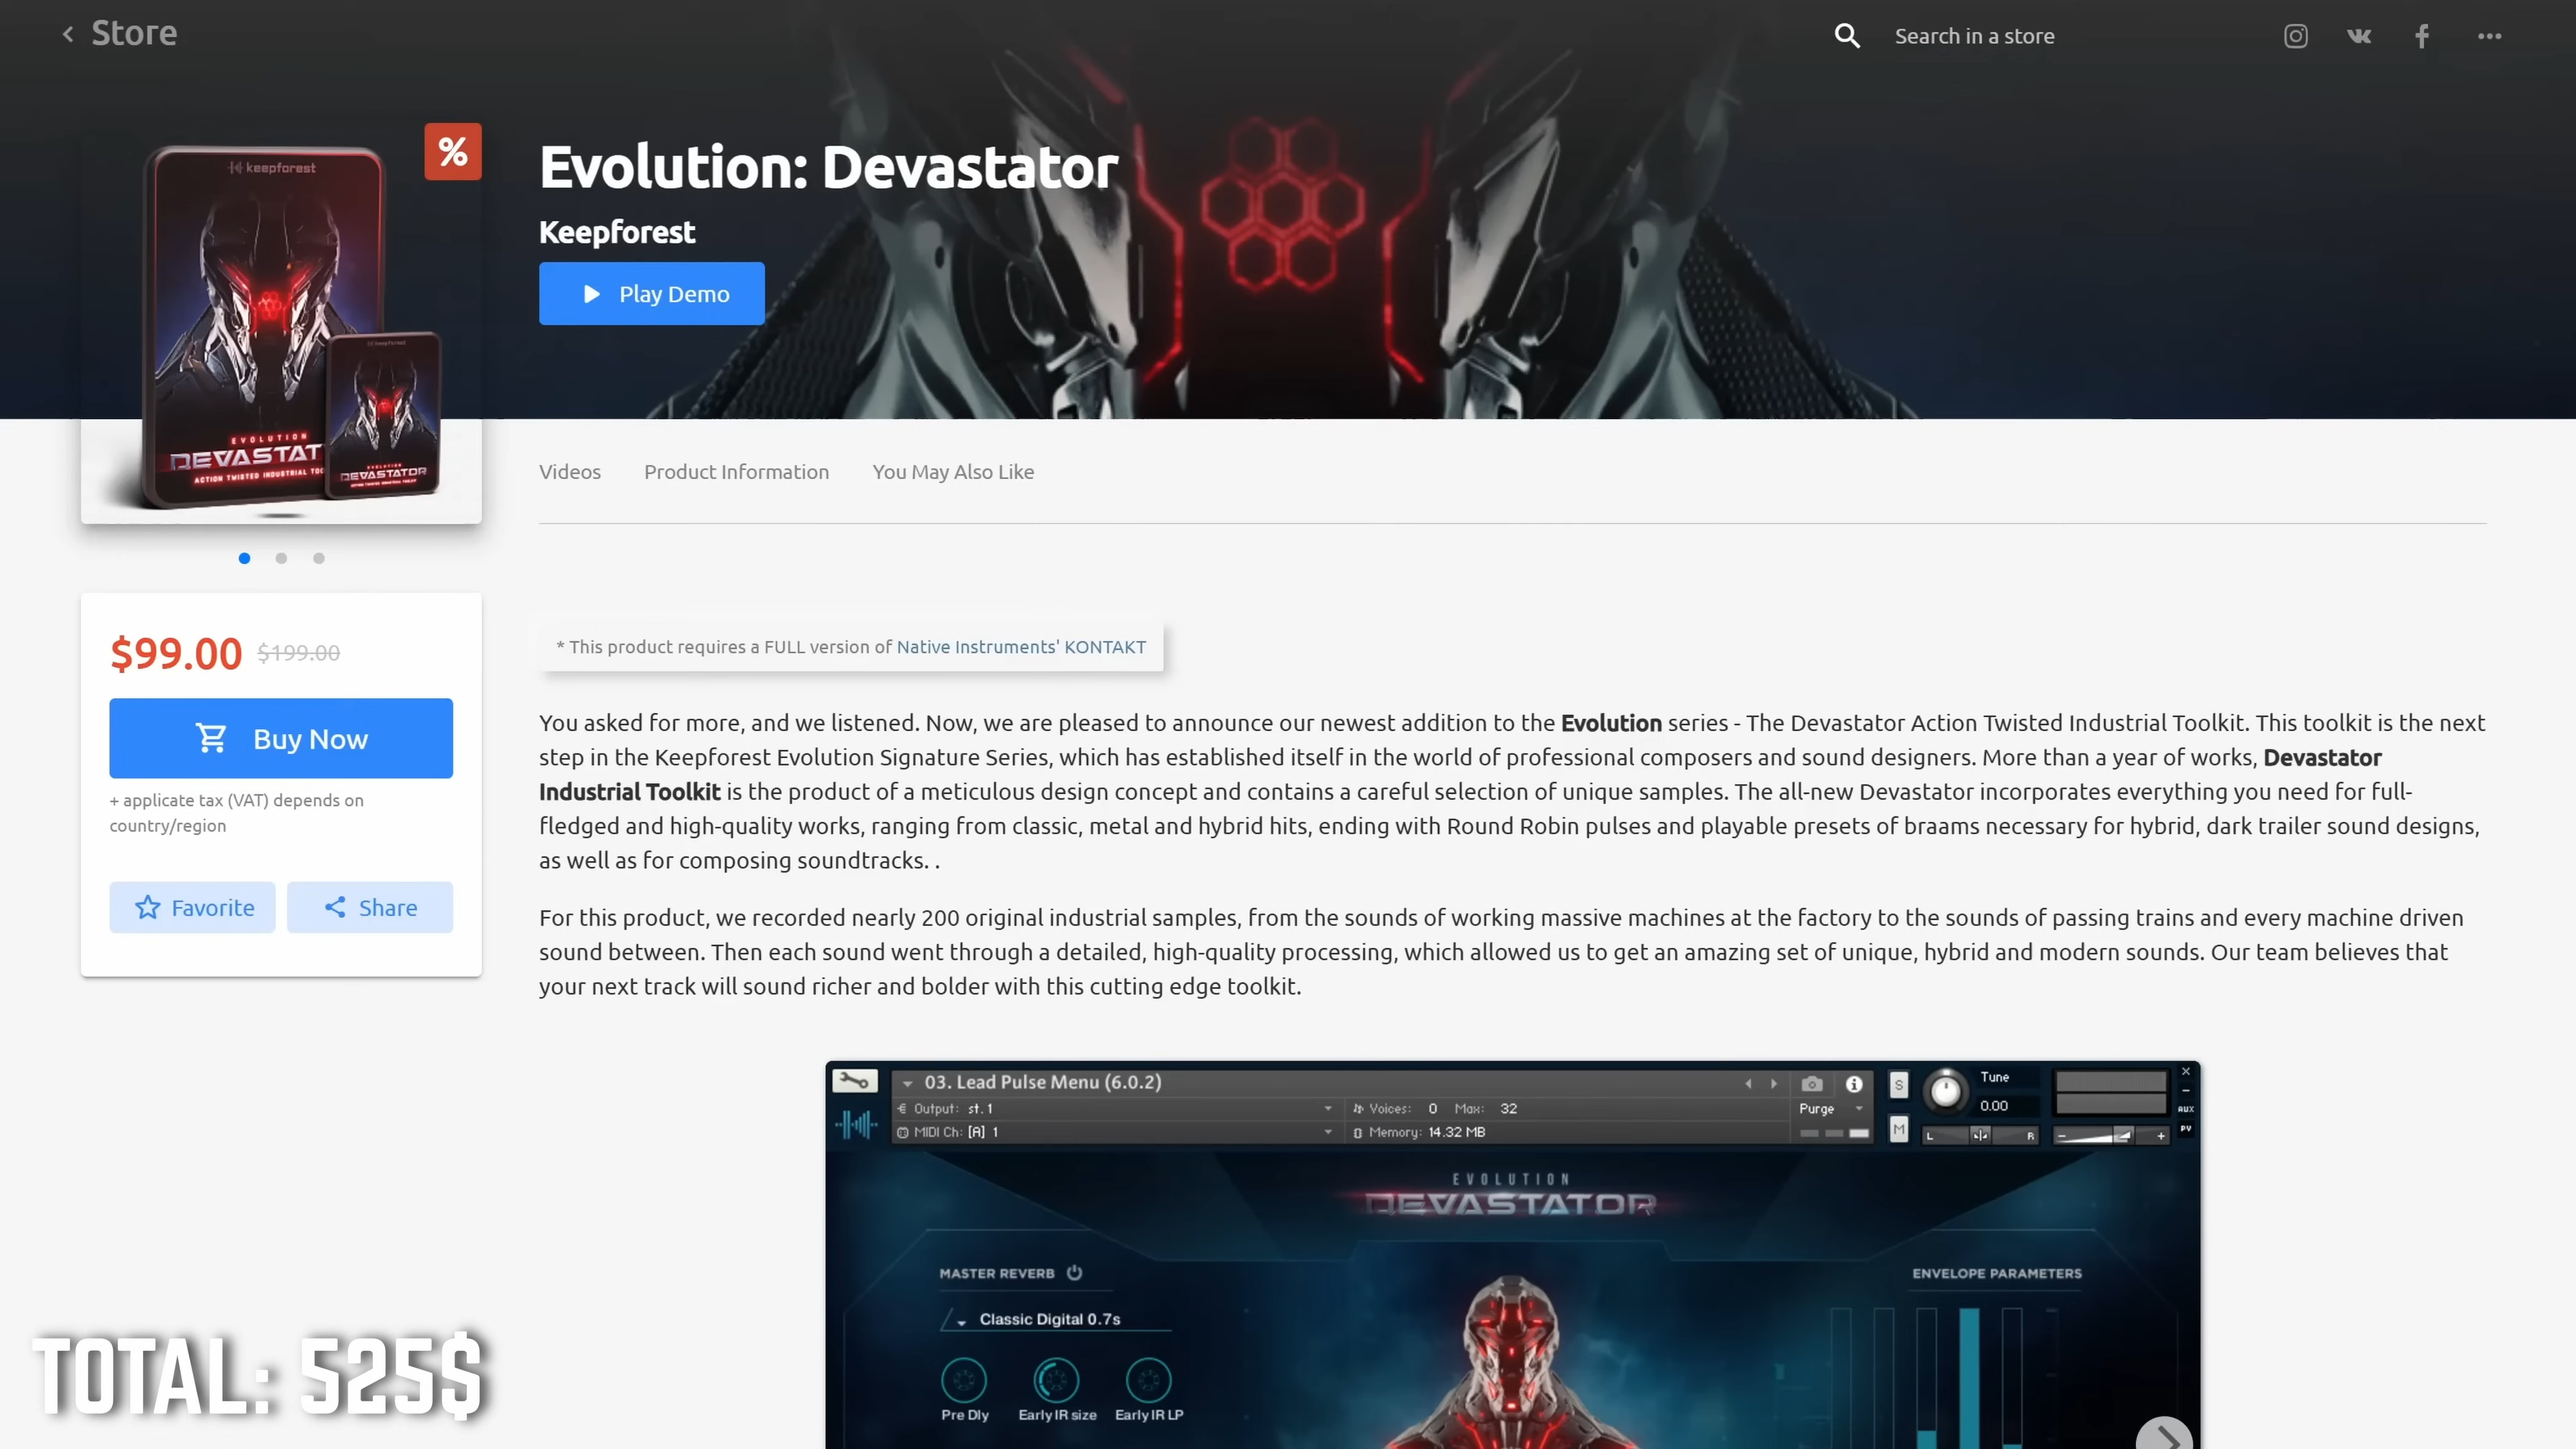 Store
Search in a store
%
keepforest
EVOLUTION
DEVASTAT
ACTION TWISTED INDUSTRIAL TOO
keepforest
EVOLUTION
DEVASTATOR
ACTION TWISTED INDUSTRIAL TOOLKIT
Evolution: Devastator
Keepforest
Play Demo
Videos
Product Information
You May Also Like
$99.00 $199.00
Buy Now
+ applicate tax (VAT) depends on
country/region
Favorite
Share
* This product requires a FULL version of Native Instruments' KONTAKT
You asked for more, and we listened. Now, we are pleased to announce our newest addition to the Evolution series - The Devastator Action Twisted Industrial Toolkit. This toolkit is the next
step in the Keepforest Evolution Signature Series, which has established itself in the world of professional composers and sound designers. More than a year of works, Devastator
Industrial Toolkit is the product of a meticulous design concept and contains a careful selection of unique samples. The all-new Devastator incorporates everything you need for full-
fledged and high-quality works, ranging from classic, metal and hybrid hits, ending with Round Robin pulses and playable presets of braams necessary for hybrid, dark trailer sound designs,
as well as for composing soundtracks. .
For this product, we recorded nearly 200 original industrial samples, from the sounds of working massive machines at the factory to the sounds of passing trains and every machine driven
sound between. Then each sound went through a detailed, high-quality processing, which allowed us to get an amazing set of unique, hybrid and modern sounds. Our team believes that
your next track will sound richer and bolder with this cutting edge toolkit.
03. Lead Pulse Menu (6.0.2)
Output: st. 1
Voices: 0 Max: 32
Purge
MIDI Ch: [A] 1
Memory: 14.32 MB
S
M
Tune
0.00
L R
- +
AUX
PV
EVOLUTION
DEVASTATOR
MASTER REVERB
Classic Digital 0.7s
Pre Dly
Early IR size
Early IR LP
ENVELOPE PARAMETERS
TOTAL: 525$